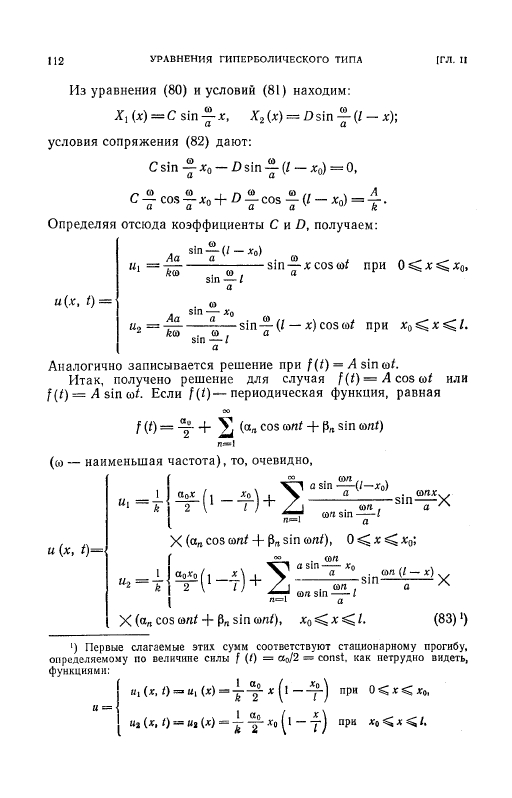 112 УРАВНЕНИЯ ГИПЕРБОЛИЧЕСКОГО ТИПА [ГЛ. II
Из уравнения (80) и условий (81) находим:
X₁ (x) = C sin ω/a x, X₂ (x) = D sin ω/a (l — x);
условия сопряжения (82) дают:
C sin ω/a x₀ — D sin ω/a (l — x₀) = 0,
C ω/a cos ω/a x₀ + D ω/a cos ω/a (l — x₀) = A/k.
Определяя отсюда коэффициенты C и D, получаем:
u₁ = Aa/kω · sin ω/a (l — x₀) / sin ω/a l · sin ω/a x cos ωt при 0 ⩽ x ⩽ x₀,
u (x, t) =
u₂ = Aa/kω · sin ω/a x₀ / sin ω/a l · sin ω/a (l — x) cos ωt при x₀ ⩽ x ⩽ l.
Аналогично записывается решение при f (t) = A sin ωt.
Итак, получено решение для случая f (t) = A cos ωt или
f (t) = A sin ωt. Если f (t) — периодическая функция, равная
f (t) = α₀/2 + ∑ₙ₌₁^∞ (αₙ cos ωnt + βₙ sin ωnt)
(ω — наименьшая частота), то, очевидно,
u₁ = 1/k { α₀x/2 (1 — x₀/l) + ∑ₙ₌₁^∞ a sin ωn/a (l—x₀) / ωn sin ωn/a l · sin ωnx/a ×
× (αₙ cos ωnt + βₙ sin ωnt), 0 ⩽ x ⩽ x₀;
u (x, t) =
u₂ = 1/k { α₀x₀/2 (1 — x/l) + ∑ₙ₌₁^∞ a sin ωn/a x₀ / ωn sin ωn/a l · sin ωn (l — x)/a ×
× (αₙ cos ωnt + βₙ sin ωnt), x₀ ⩽ x ⩽ l. (83) ¹)
¹) Первые слагаемые этих сумм соответствуют стационарному прогибу,
определяемому по величине силы f (t) = α₀/2 = const, как нетрудно видеть,
функциями:
u₁ (x, t) = u₁ (x) = 1/k α₀/2 x (1 — x₀/l) при 0 ⩽ x ⩽ x₀,
u =
u₂ (x, t) = u₂ (x) = 1/k α₀/2 x₀ (1 — x/l) при x₀ ⩽ x ⩽ l.